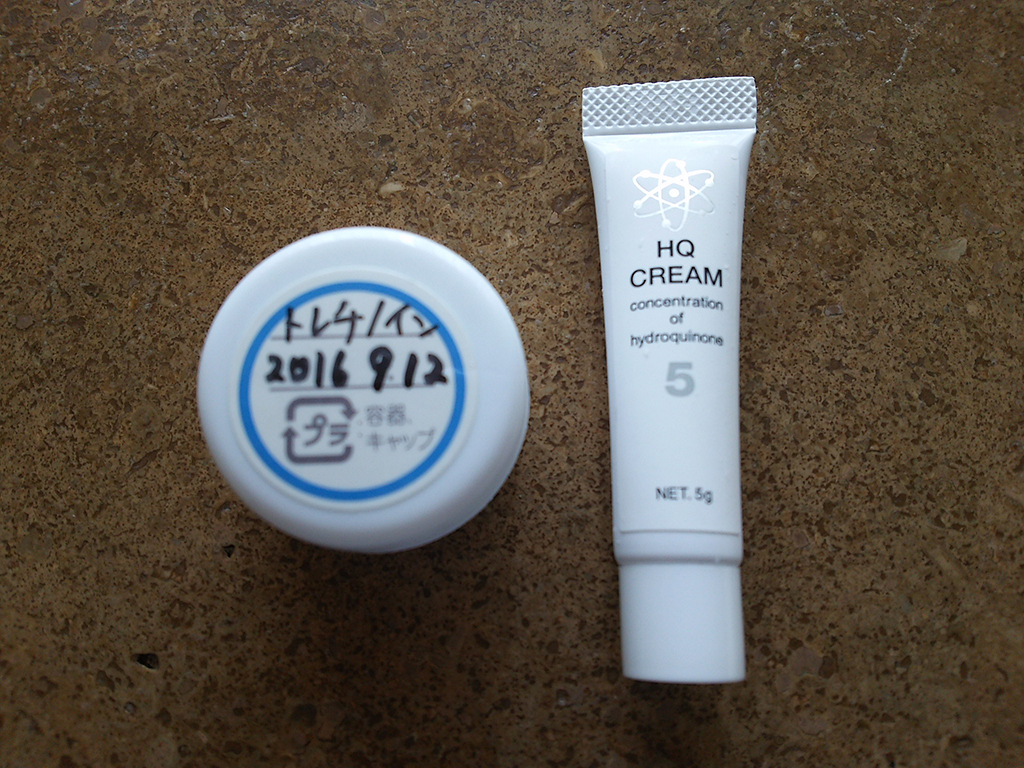 トレチノイン
2016 9.12
プラ
容器、
キャップ
HQ
CREAM
concentration
of
hydroquinone
5
NET. 5g